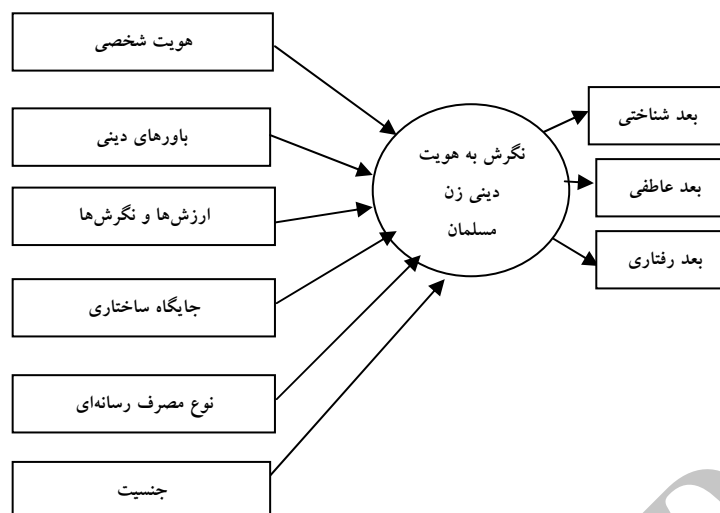 هویت شخصی
باورهای دینی
ارزش‌ها و نگرش‌ها
جایگاه ساختاری
نوع مصرف رسانه‌ای
جنسیت
نگرش به هویت
دینی زن
مسلمان
بعد شناختی
بعد عاطفی
بعد رفتاری